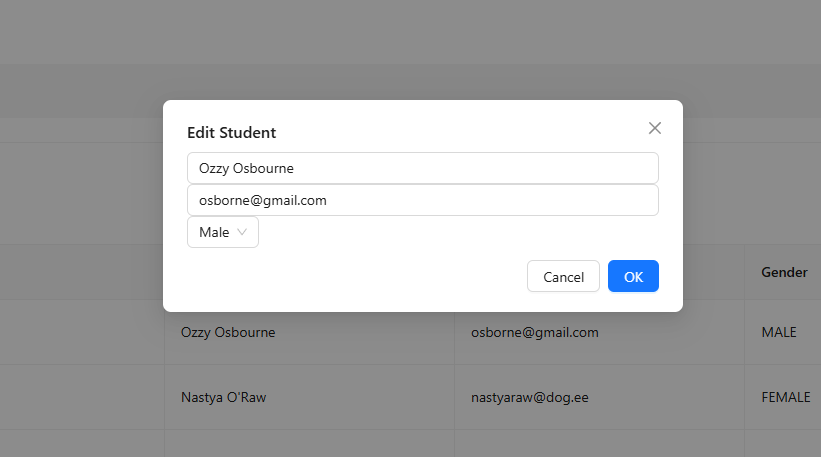 Edit Student
Ozzy Osbourne
osborne@gmail.com
Male
Cancel OK
Gender
Ozzy Osbourne osborne@gmail.com MALE
Nastya O'Raw nastyaraw@dog.ee FEMALE